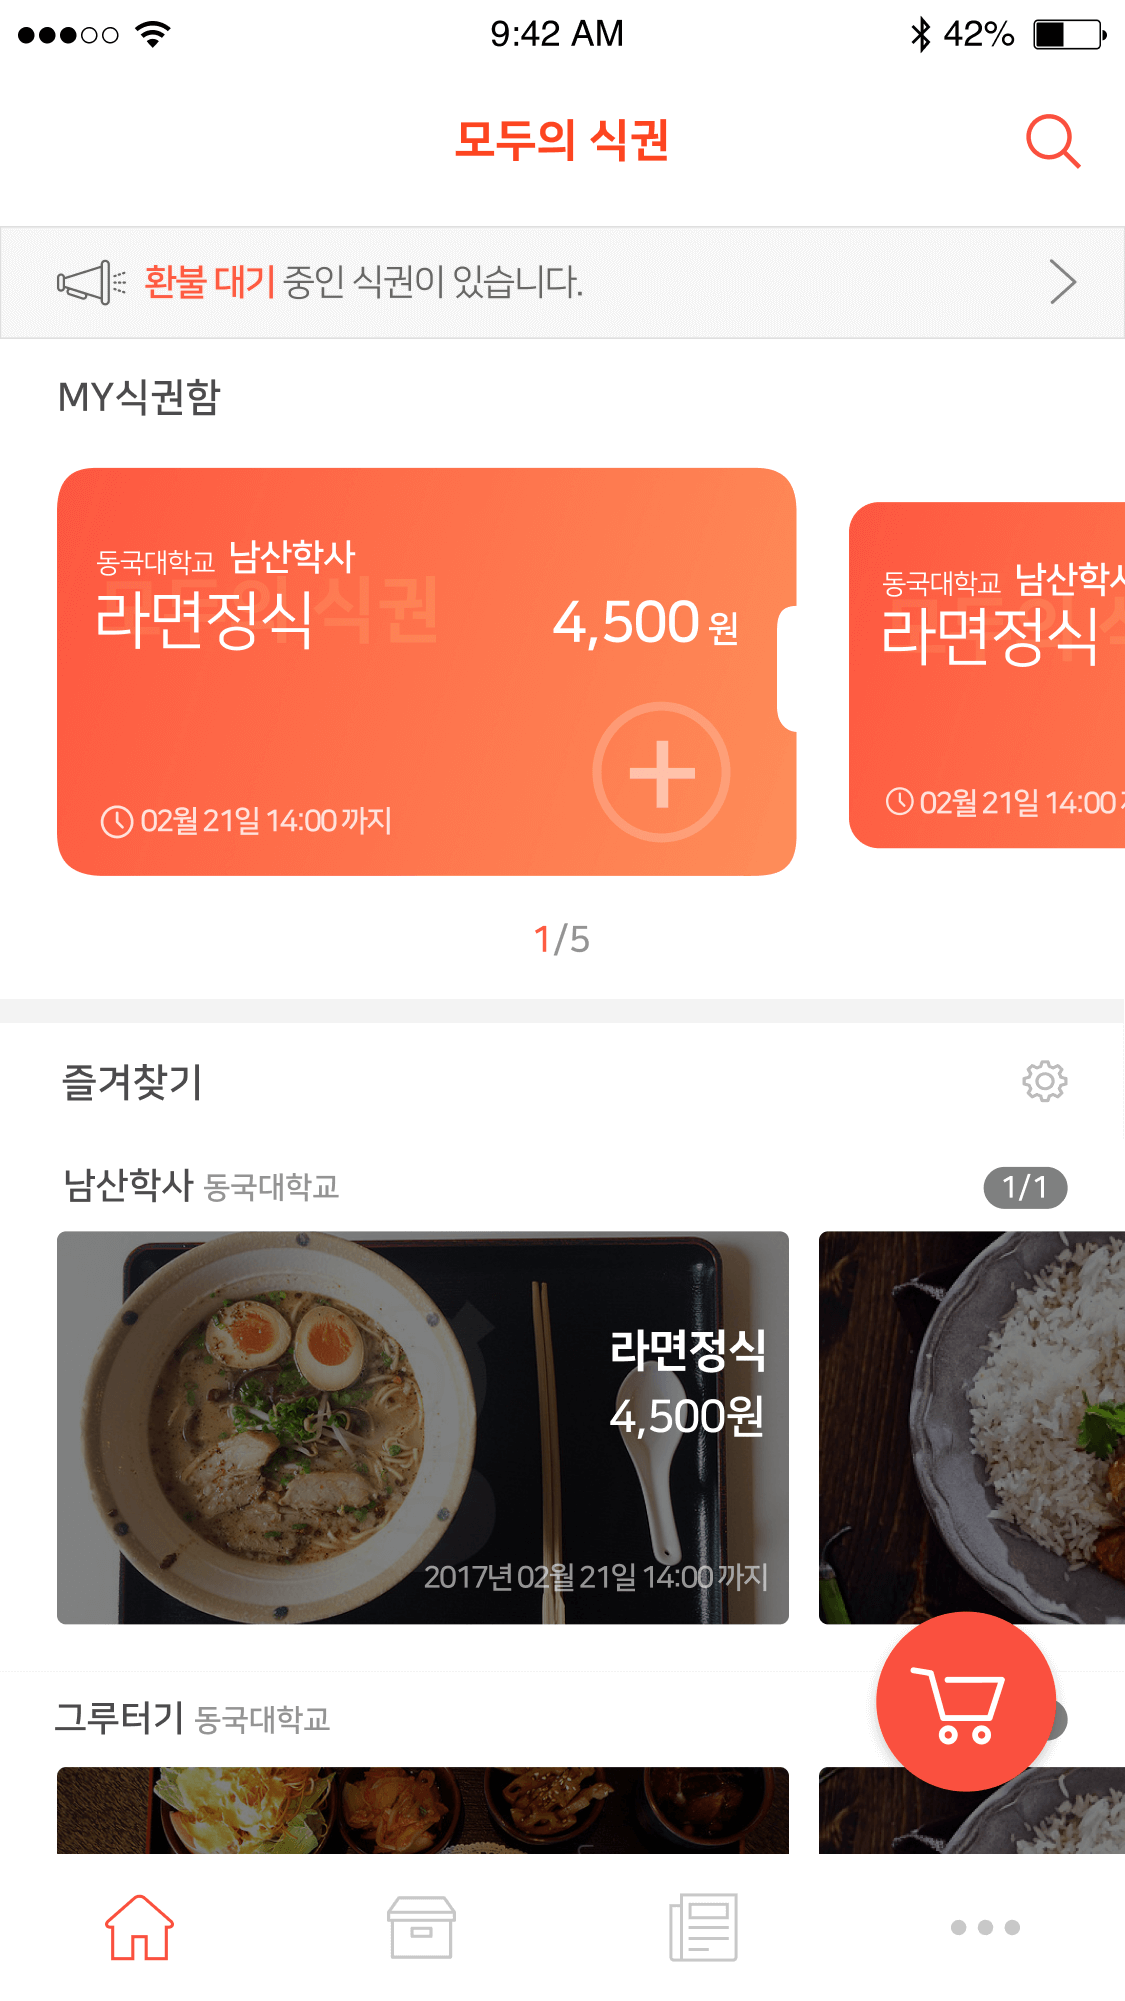 9:42 AM
42%
모두의 식권
환불 대기 중인 식권이 있습니다.
MY식권함
동국대학교 남산학사
모두의 식권
라면정식
4,500 원
02월 21일 14:00 까지
동국대학교 남산학사
라면정식
02월 21일 14:00
1/5
즐겨찾기
남산학사 동국대학교
1/1
라면정식
4,500원
2017년 02월 21일 14:00 까지
그루터기 동국대학교